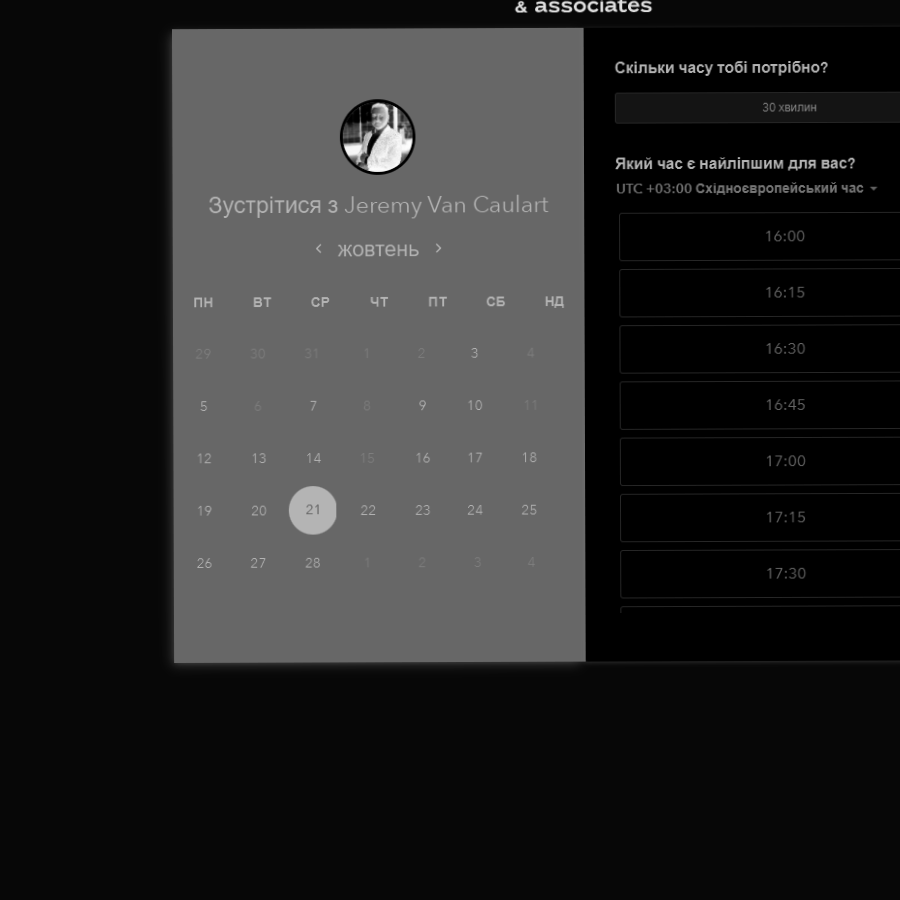 & associates
Зустрітися з Jeremy Van Caulart
‹ жовтень ›
ПН ВТ СР ЧТ ПТ СБ НД
29 30 31 1 2 3 4
5 6 7 8 9 10 11
12 13 14 15 16 17 18
19 20 21 22 23 24 25
26 27 28 1 2 3 4
Скільки часу тобі потрібно?
30 хвилин
Який час є найліпшим для вас?
UTC +03:00 Східноєвропейський час
16:00
16:15
16:30
16:45
17:00
17:15
17:30